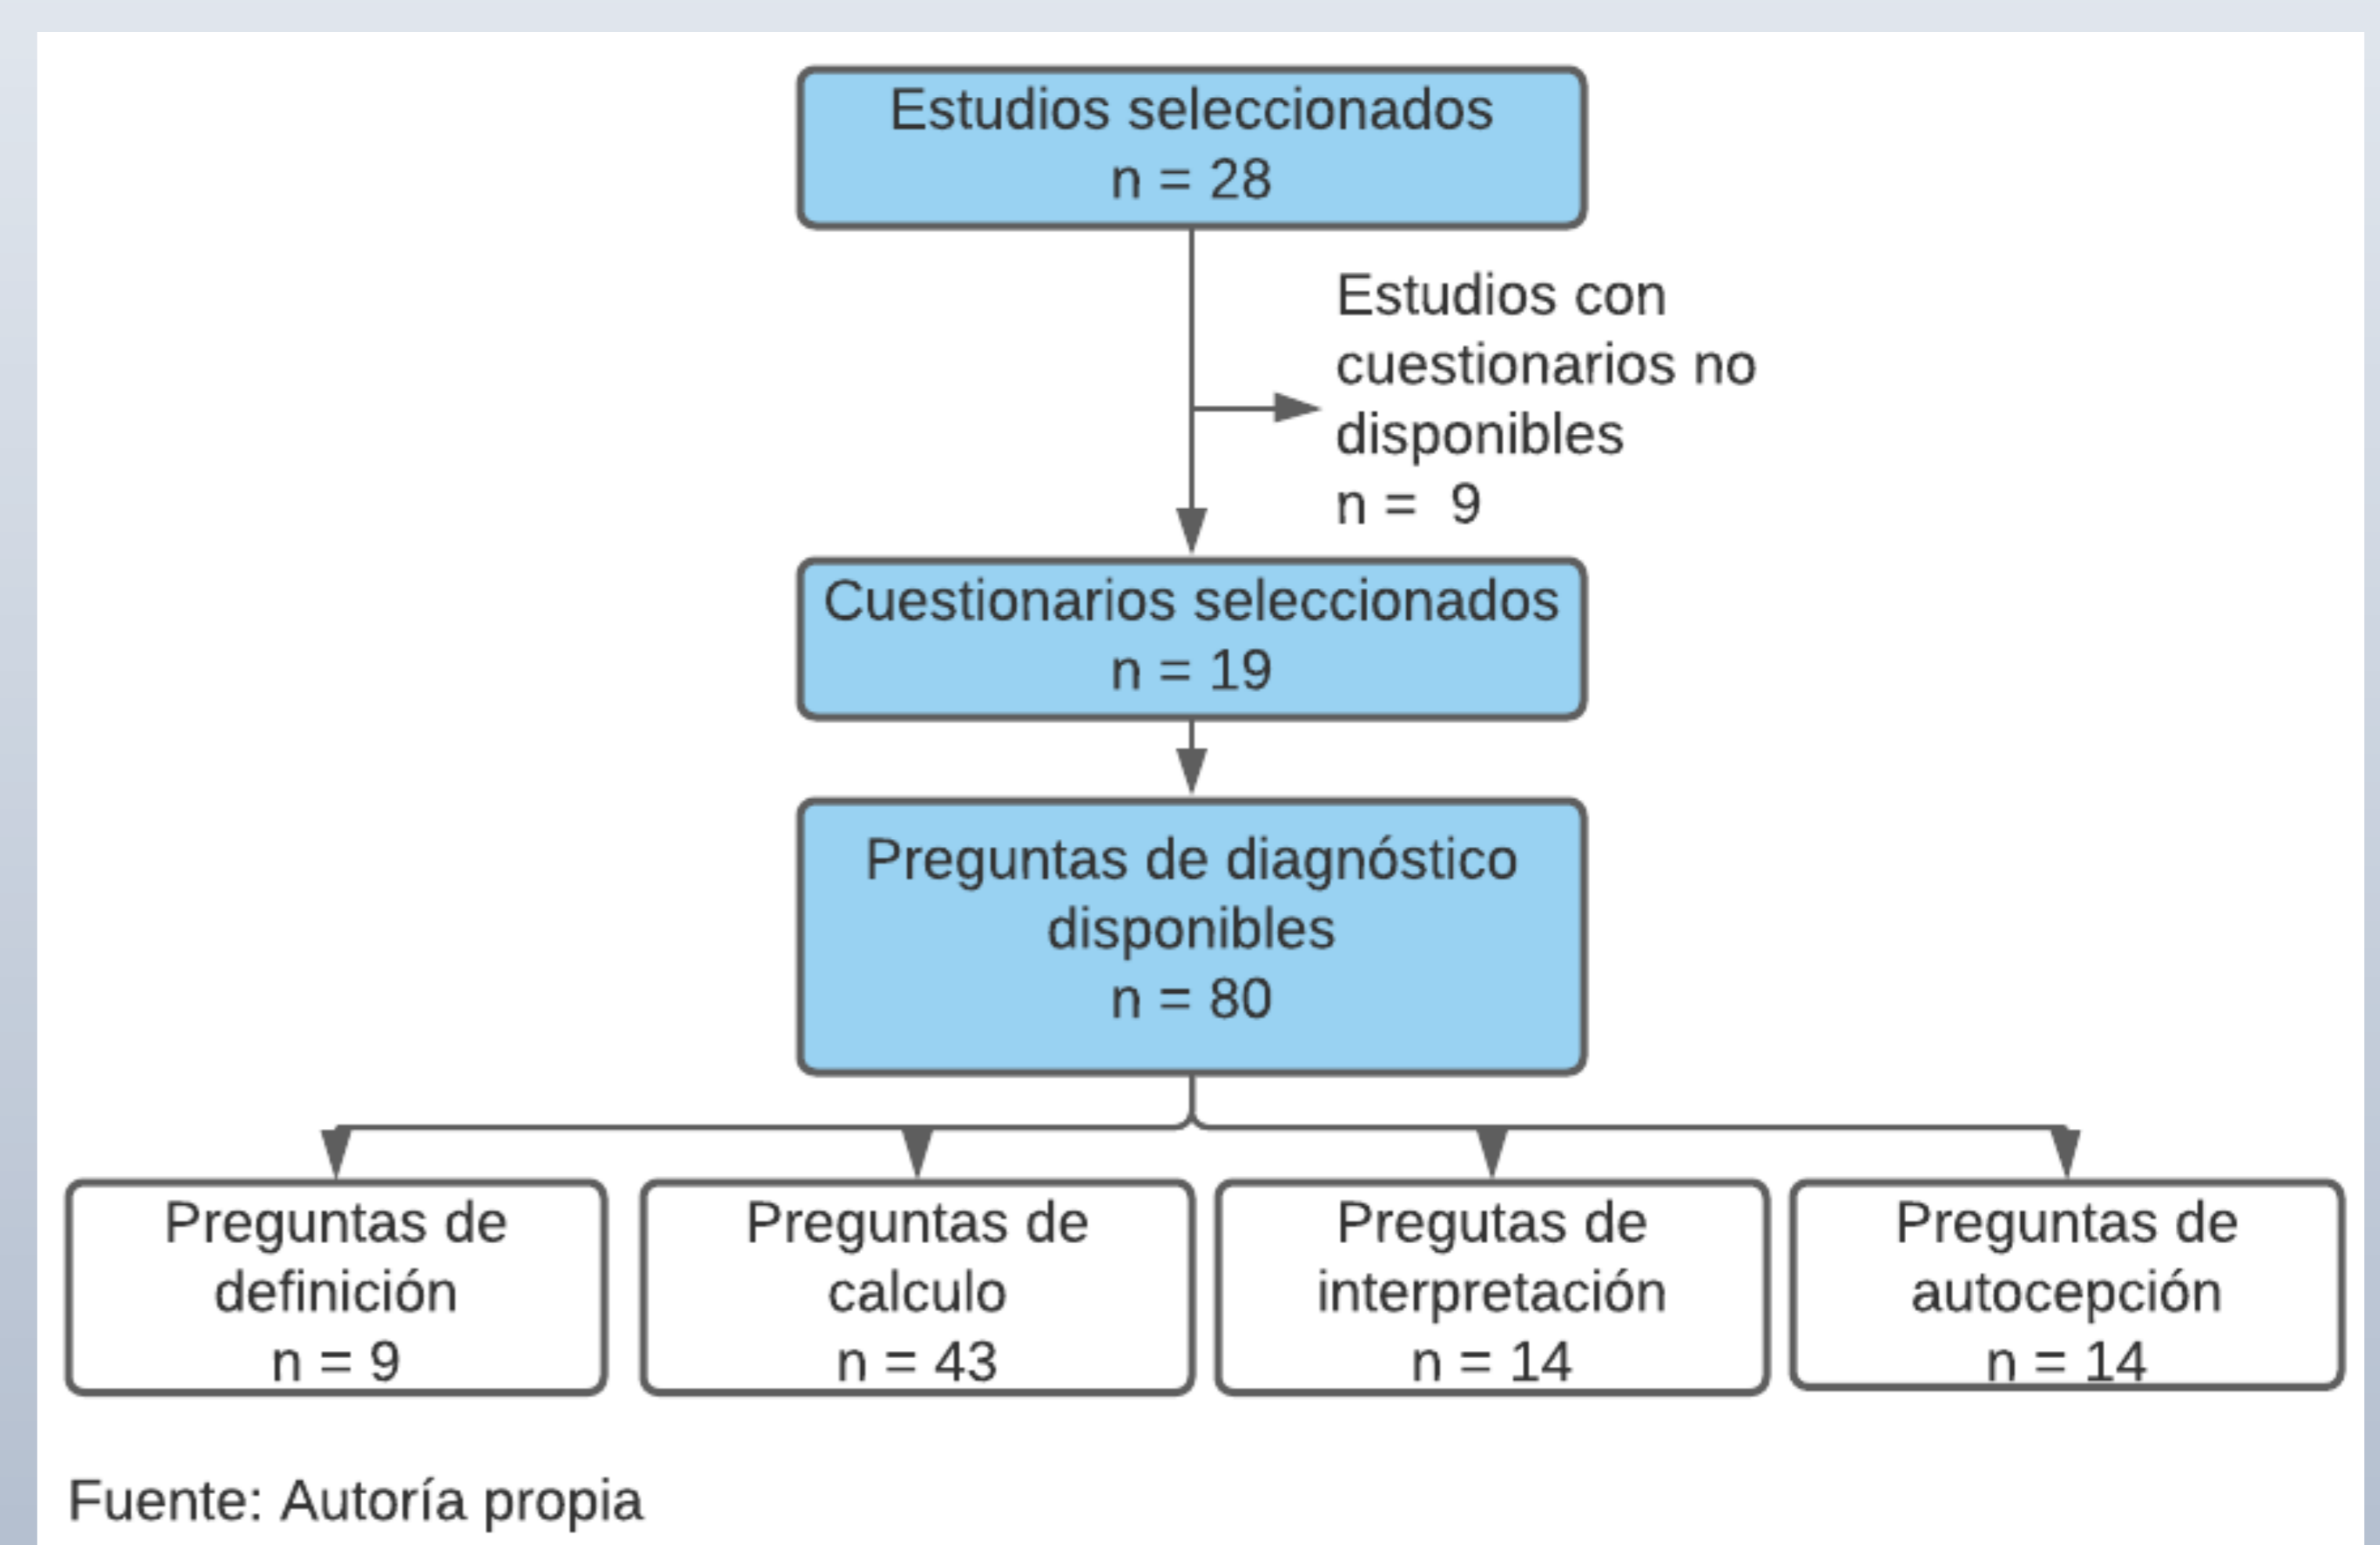 Estudios seleccionados
n = 28
Estudios con
cuestionarios no
disponibles
n = 9
Cuestionarios seleccionados
n = 19
Preguntas de diagnóstico
disponibles
n = 80
Preguntas de
definición
n = 9
Preguntas de
calculo
n = 43
Pregutas de
interpretación
n = 14
Preguntas de
autocepción
n = 14
Fuente: Autoría propia